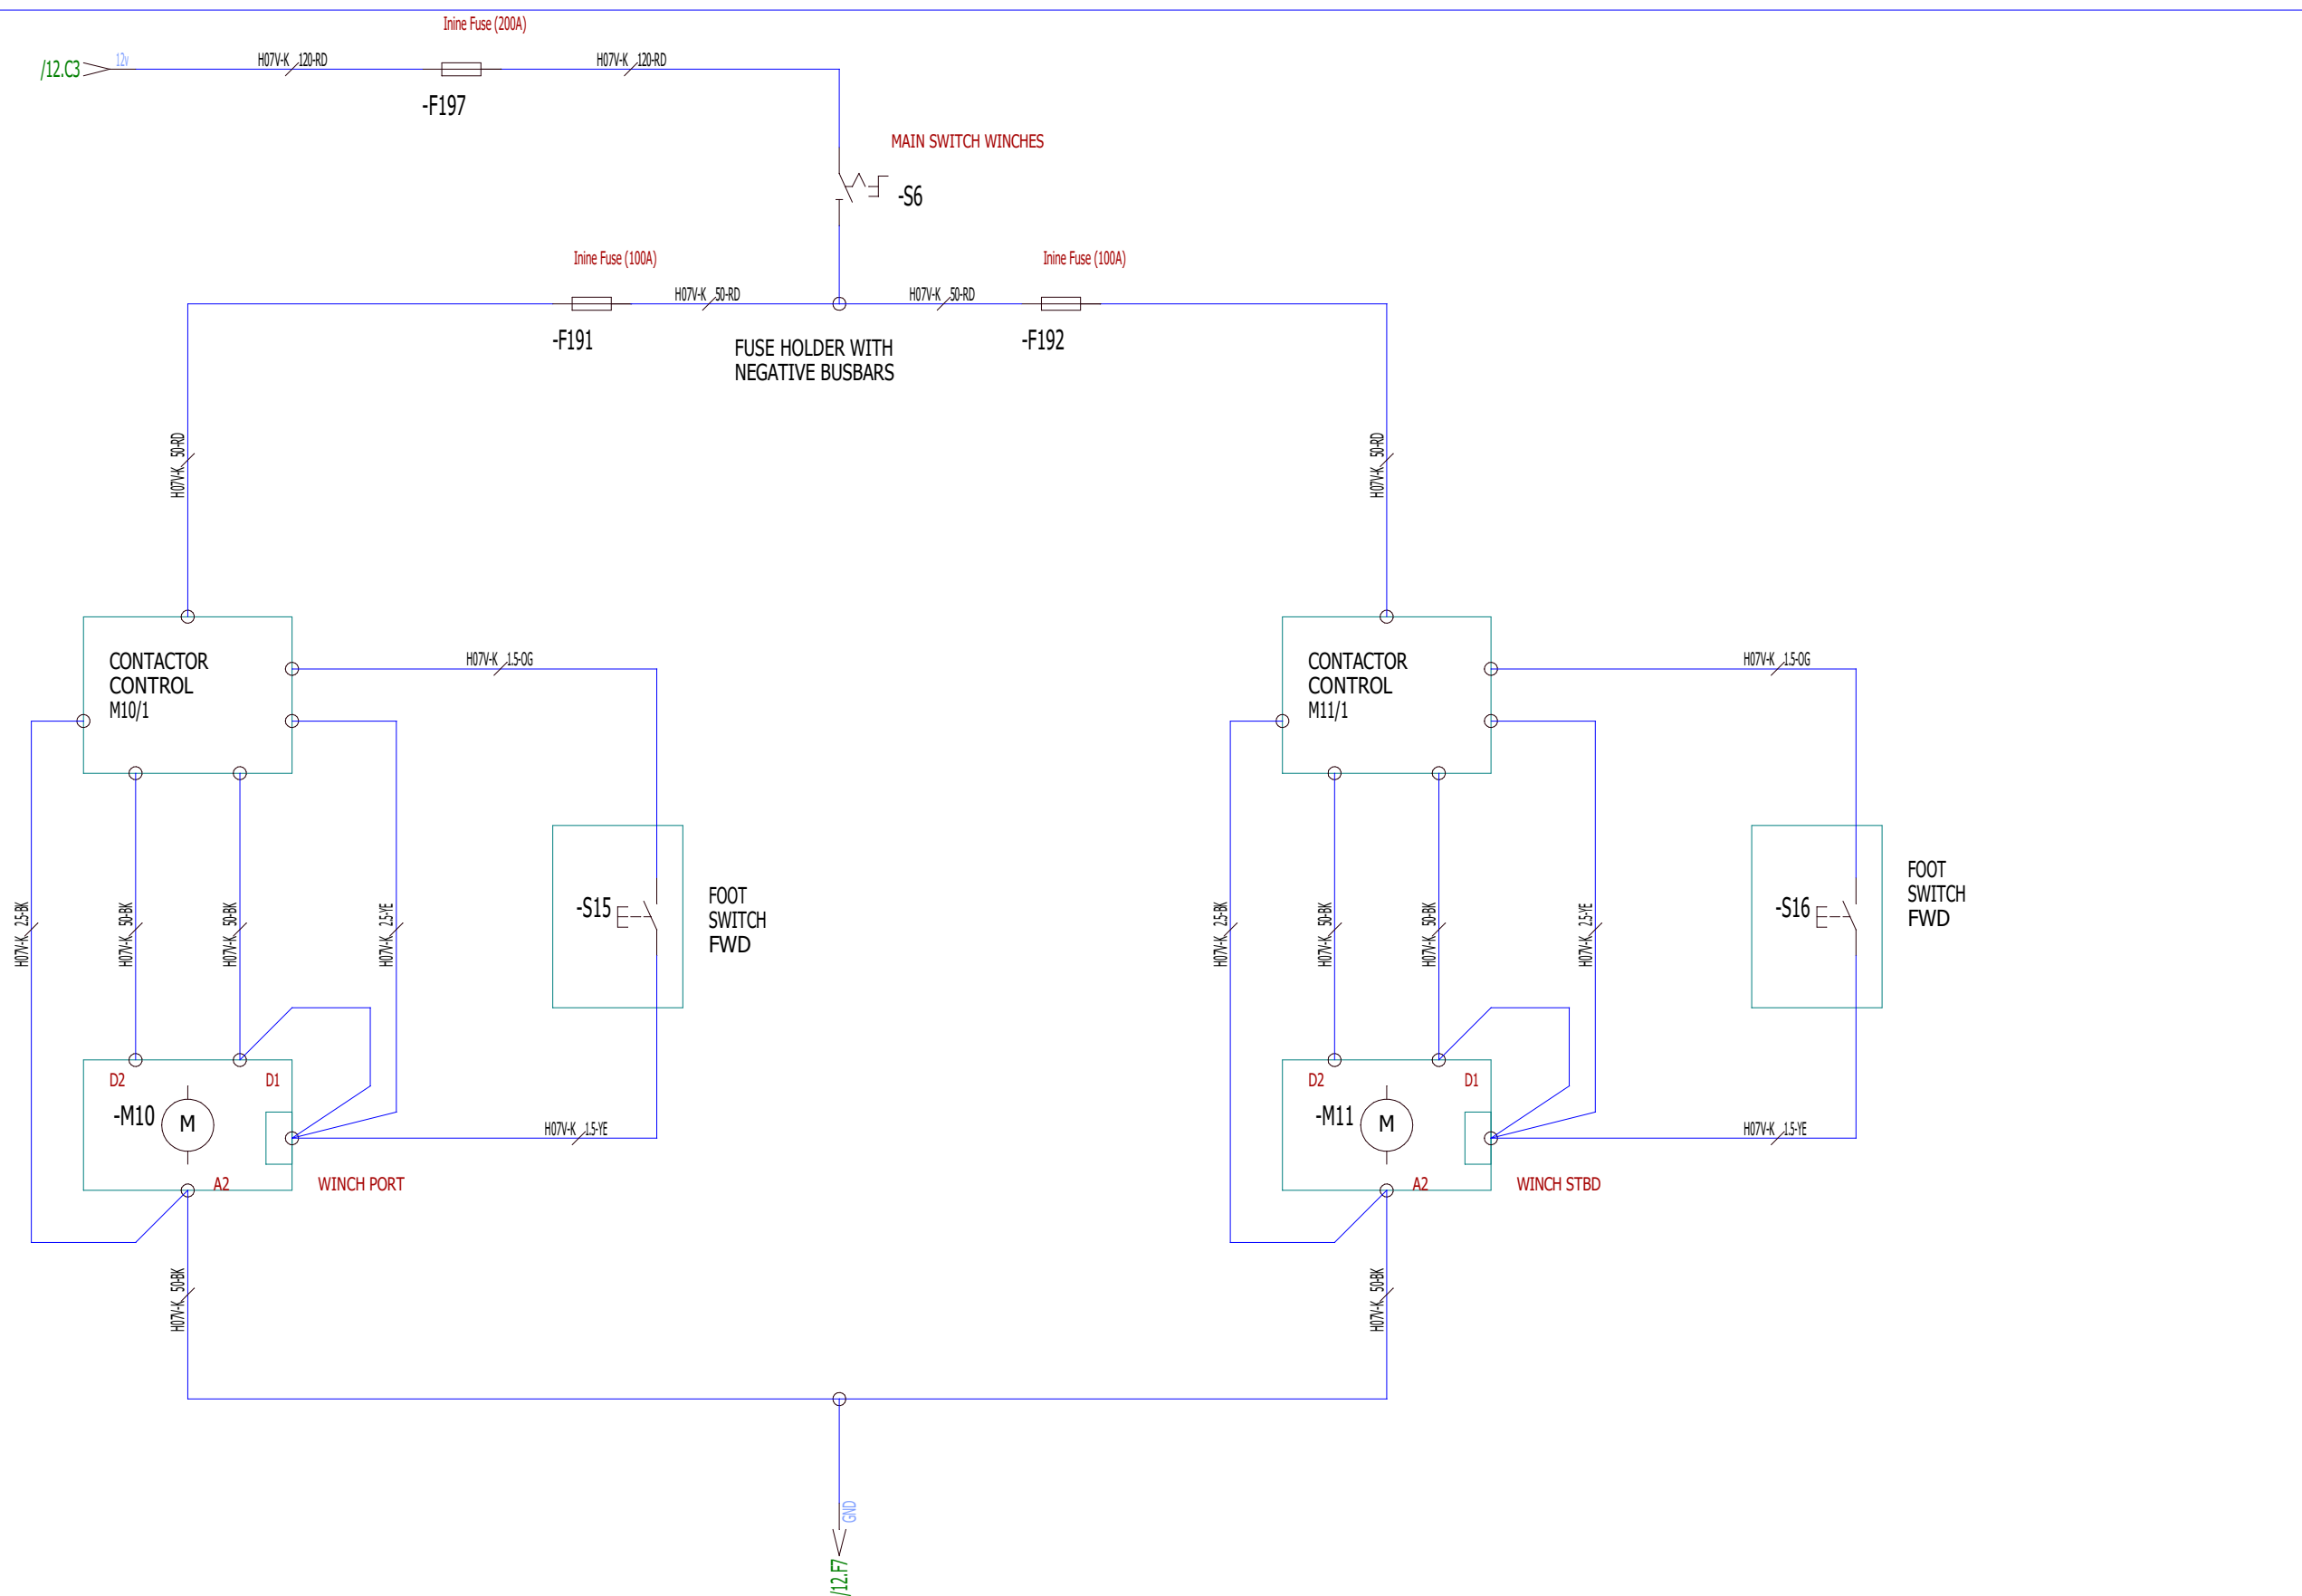 Inine Fuse (200A)
/12.C3
12v
H07V-K 120-RD
H07V-K 120-RD
-F197
MAIN SWITCH WINCHES
-S6
Inine Fuse (100A)
Inine Fuse (100A)
H07V-K 50-RD
H07V-K 50-RD
-F191
-F192
FUSE HOLDER WITH
NEGATIVE BUSBARS
H07V-K 50-RD
H07V-K 50-RD
CONTACTOR
CONTROL
M10/1
H07V-K 1.5-OG
CONTACTOR
CONTROL
M11/1
H07V-K 1.5-OG
H07V-K 2.5-BK
H07V-K 50-BK
H07V-K 50-BK
H07V-K 2.5-YE
-S15
FOOT
SWITCH
FWD
H07V-K 2.5-BK
H07V-K 50-BK
H07V-K 50-BK
H07V-K 2.5-YE
-S16
FOOT
SWITCH
FWD
D2
D1
-M10
M
H07V-K 1.5-YE
A2
WINCH PORT
D2
D1
-M11
M
H07V-K 1.5-YE
A2
WINCH STBD
H07V-K 50-BK
H07V-K 50-BK
GND
/12.F7